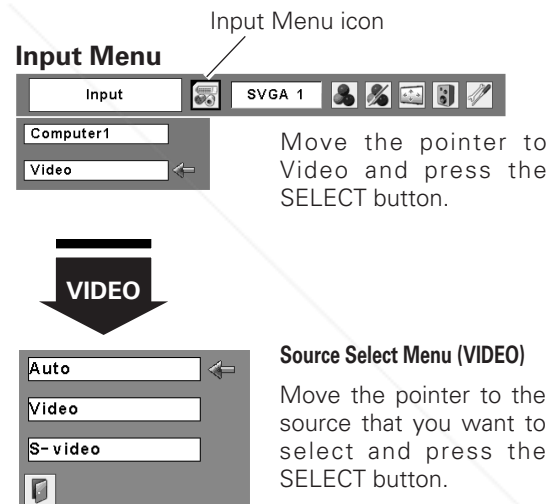 Input Menu icon
Input Menu
Input
SVGA 1
Computer1
Video
Move the pointer to
Video and press the
SELECT button.
VIDEO
Auto
Video
S-video
Source Select Menu (VIDEO)
Move the pointer to the
source that you want to
select and press the
SELECT button.